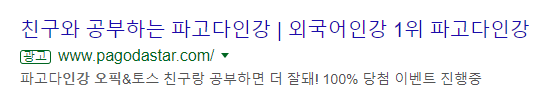 친구와 공부하는 파고다인강 | 외국어인강 1위 파고다인강
광고 www.pagodastar.com/
파고다인강 오픽&토스 친구랑 공부하면 더 잘돼! 100% 당첨 이벤트 진행중